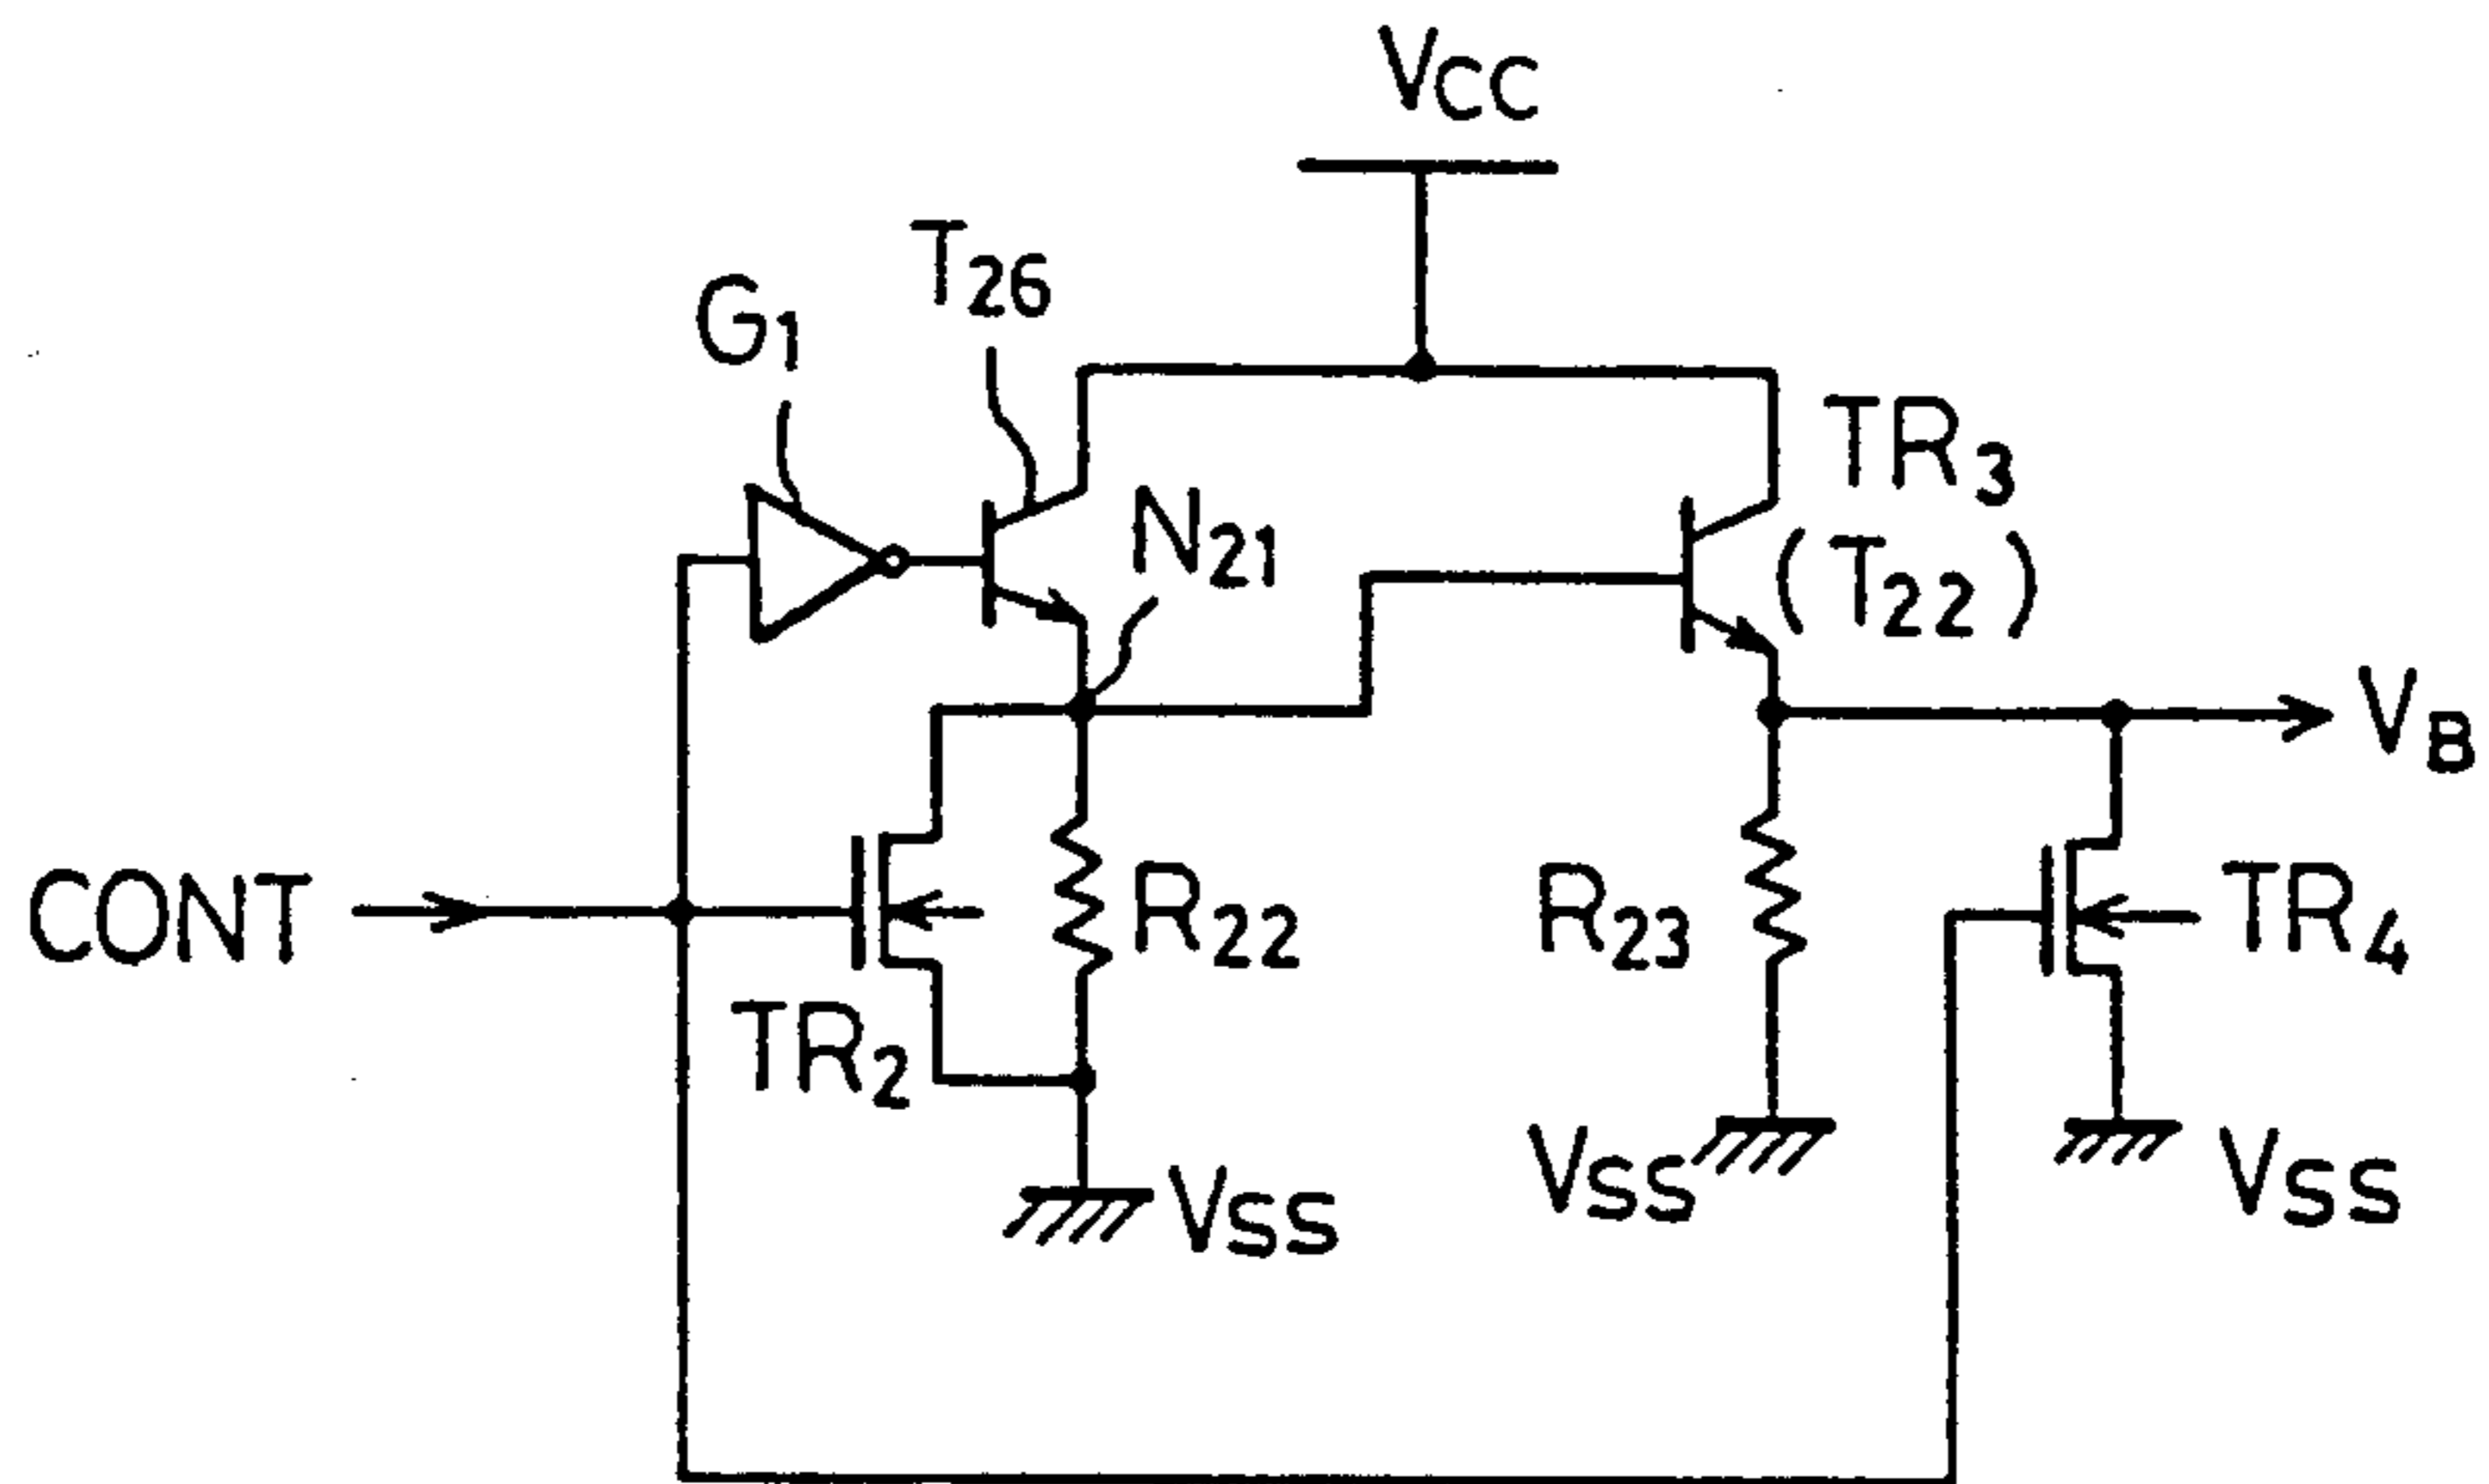 VCC
T26
G1
TR3
(T22)
N21
VB
CONT
TR2
R22
R23
TR4
VSS
VSS
VSS